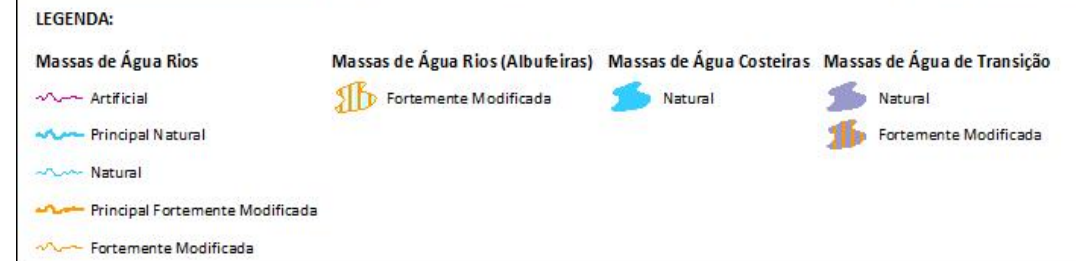 LEGENDA:
Massas de Água Rios
Artificial
Principal Natural
Natural
Principal Fortemente Modificada
Fortemente Modificada
Massas de Água Rios (Albufeiras)
Fortemente Modificada
Massas de Água Costeiras
Natural
Massas de Água de Transição
Natural
Fortemente Modificada